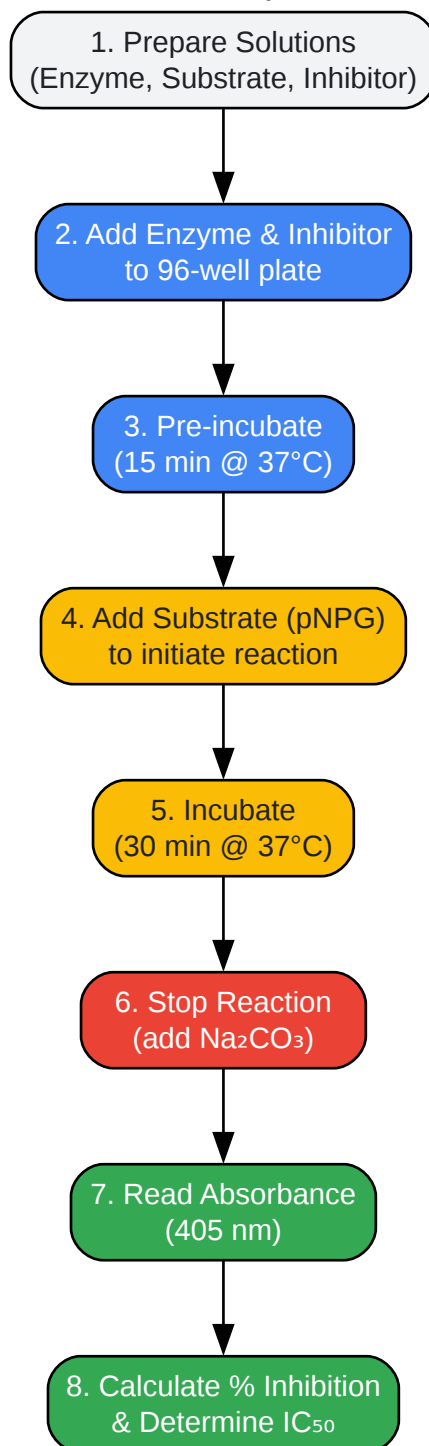 1. Prepare Solutions
(Enzyme, Substrate, Inhibitor)
2. Add Enzyme & Inhibitor
to 96-well plate
3. Pre-incubate
(15 min @ 37°C)
4. Add Substrate (pNPG)
to initiate reaction
5. Incubate
(30 min @ 37°C)
6. Stop Reaction
(add Na₂CO₃)
7. Read Absorbance
(405 nm)
8. Calculate % Inhibition
& Determine IC₅₀